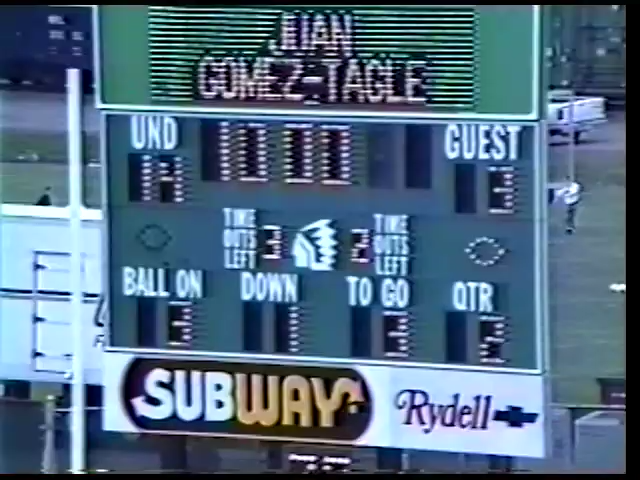 JUAN
GOMEZ-TAGLE
UND 10:00 GUEST
14 3
TIME OUTS LEFT 3 2 TIME OUTS LEFT
BALL ON DOWN TO GO QTR
3 1 3 2
SUBWAY Rydell